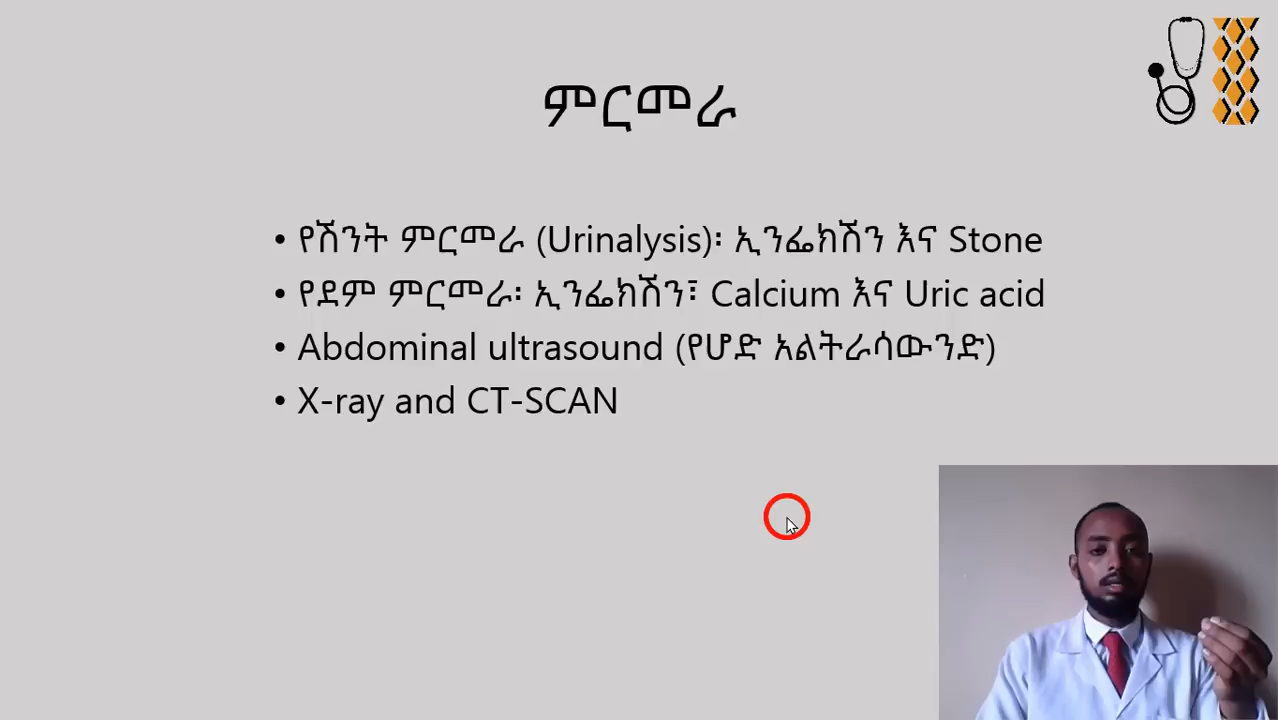 ምርመራ
• የሽንት ምርመራ (Urinalysis)፡ ኢንፌክሽን እና Stone
• የደም ምርመራ፡ ኢንፌክሽን፣ Calcium እና Uric acid
• Abdominal ultrasound (የሆድ አልትራሳውንድ)
• X-ray and CT-SCAN